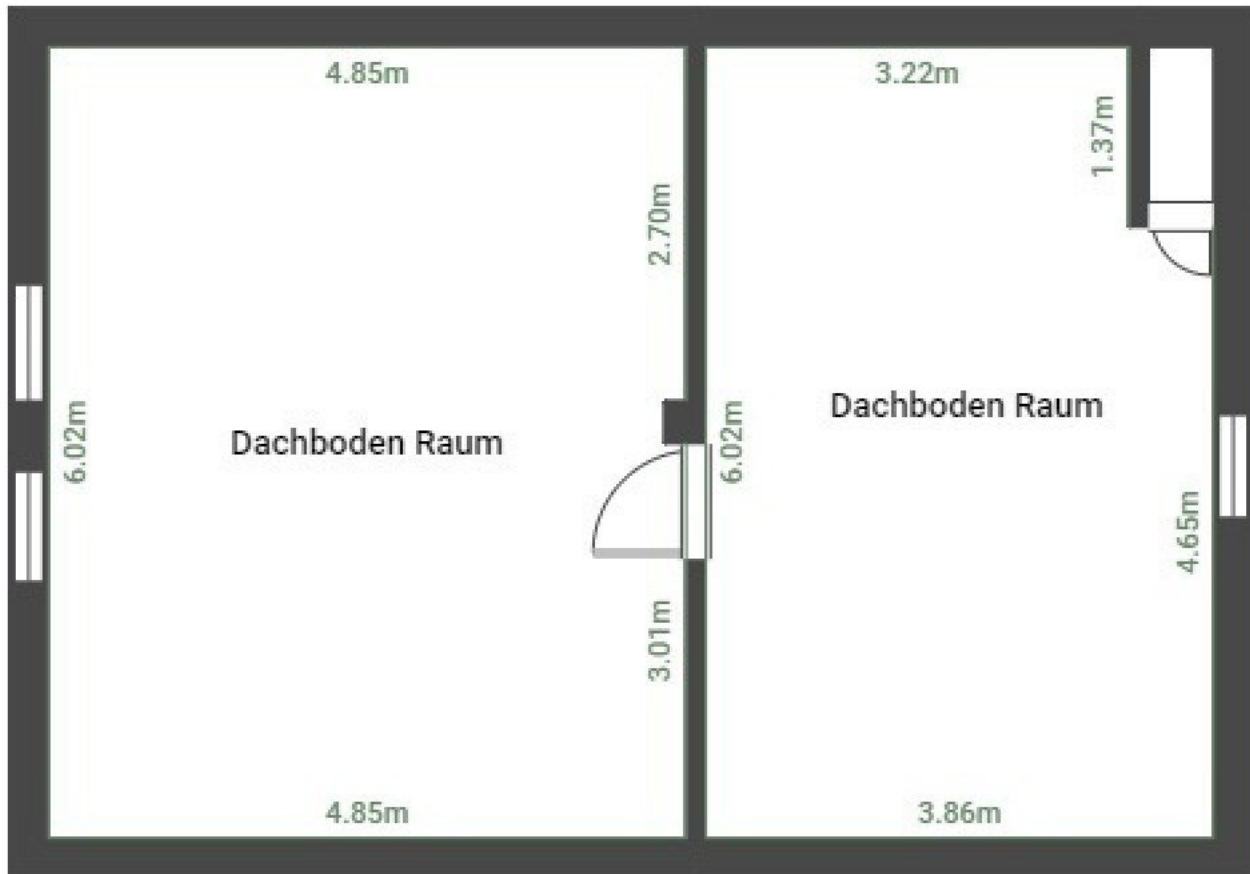 4.85m
3.22m
1.37m
2.70m
Dachboden Raum
6.02m
Dachboden Raum
6.02m
4.65m
3.01m
4.85m
3.86m